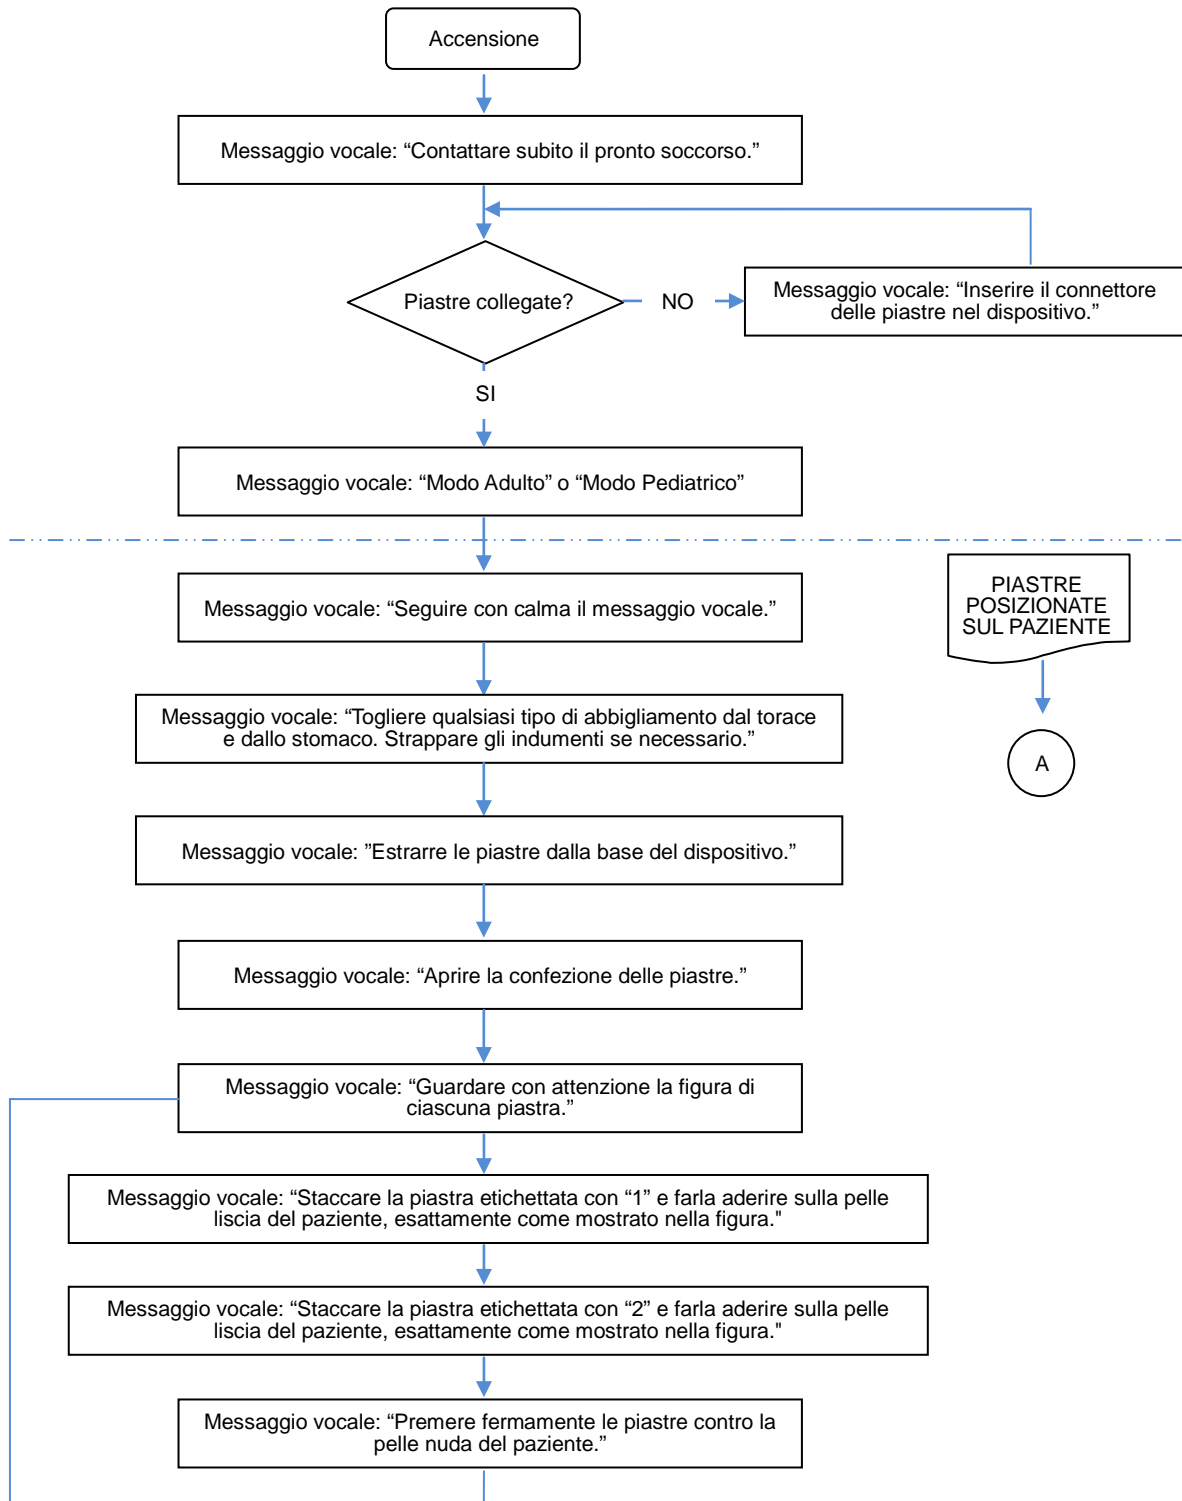 Accensione
Messaggio vocale: “Contattare subito il pronto soccorso.”
Piastre collegate?
NO
Messaggio vocale: “Inserire il connettore
delle piastre nel dispositivo.”
SI
Messaggio vocale: “Modo Adulto” o “Modo Pediatrico”
PIASTRE
POSIZIONATE
SUL PAZIENTE
A
Messaggio vocale: “Seguire con calma il messaggio vocale.”
Messaggio vocale: “Togliere qualsiasi tipo di abbigliamento dal torace
e dallo stomaco. Strappare gli indumenti se necessario.”
Messaggio vocale: ”Estrarre le piastre dalla base del dispositivo.”
Messaggio vocale: “Aprire la confezione delle piastre.”
Messaggio vocale: “Guardare con attenzione la figura di
ciascuna piastra.”
Messaggio vocale: “Staccare la piastra etichettata con “1” e farla aderire sulla pelle
liscia del paziente, esattamente come mostrato nella figura."
Messaggio vocale: “Staccare la piastra etichettata con “2” e farla aderire sulla pelle
liscia del paziente, esattamente come mostrato nella figura."
Messaggio vocale: “Premere fermamente le piastre contro la
pelle nuda del paziente.”